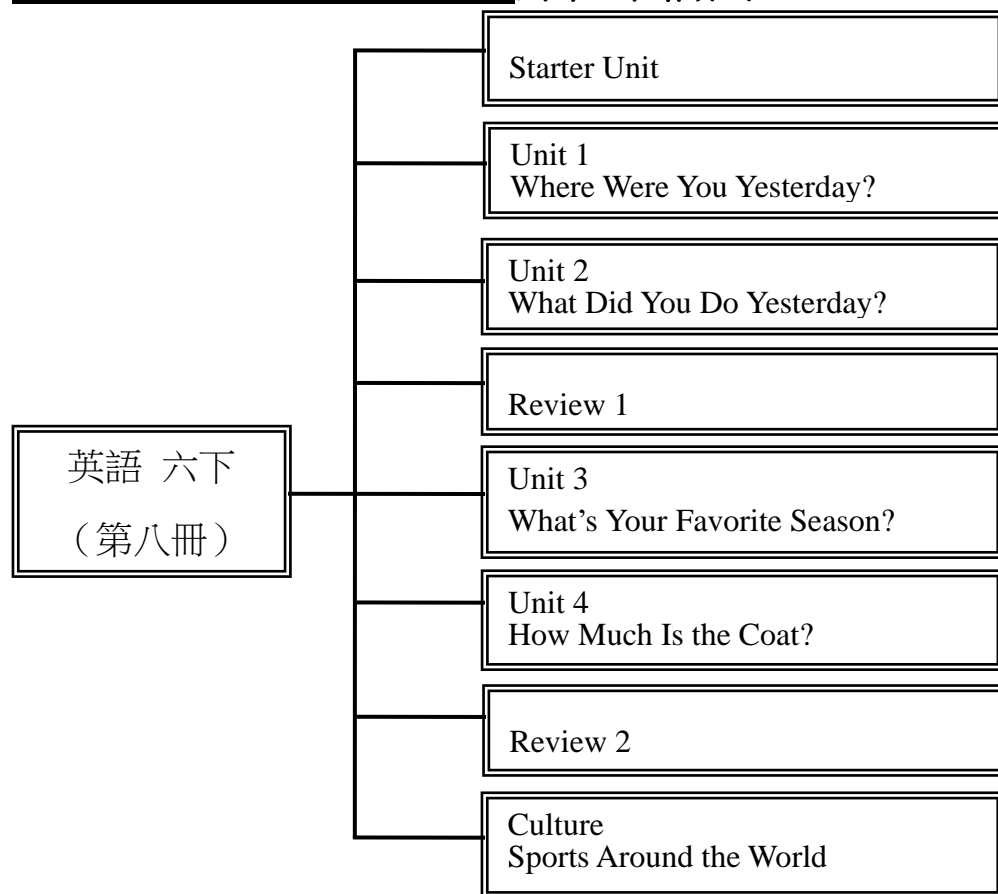 Starter Unit
Unit 1
Where Were You Yesterday?
Unit 2
What Did You Do Yesterday?
Review 1
英語 六下
（第八冊）
Unit 3
What’s Your Favorite Season?
Unit 4
How Much Is the Coat?
Review 2
Culture
Sports Around the World